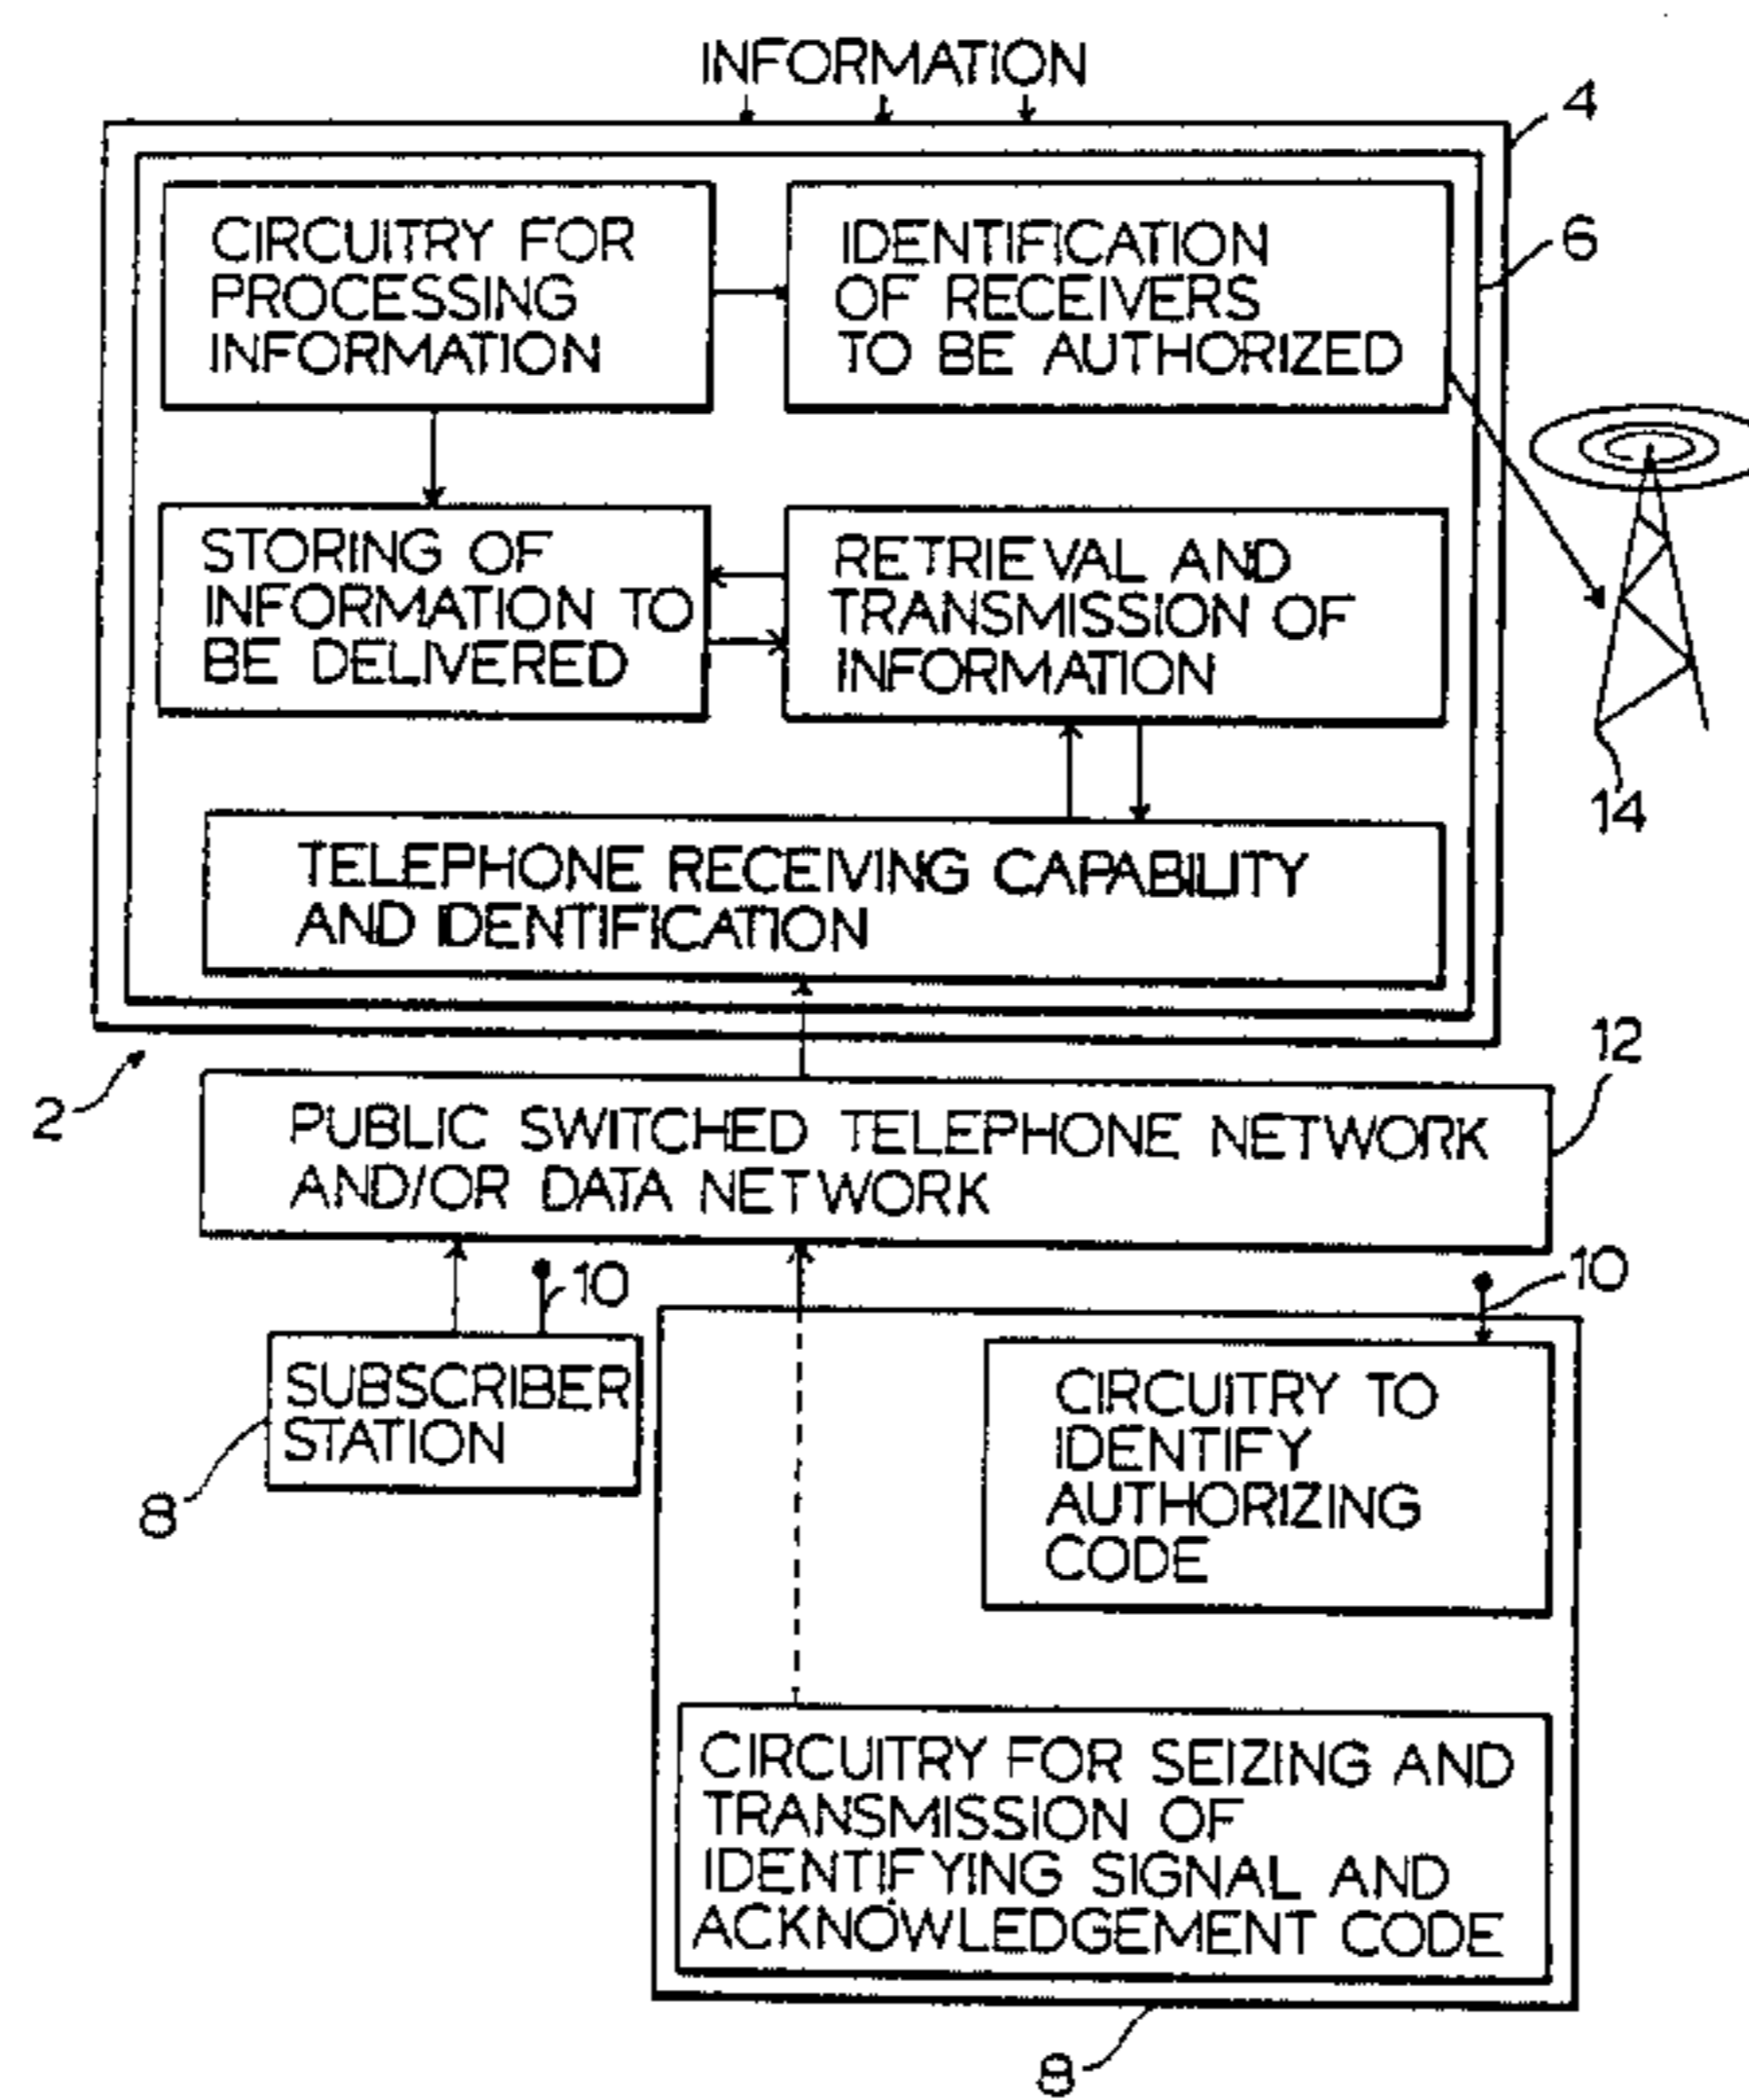 INFORMATION
4
CIRCUITRY FOR
PROCESSING
INFORMATION
IDENTIFICATION
OF RECEIVERS
TO BE AUTHORIZED
6
STORING OF
INFORMATION TO
BE DELIVERED
RETRIEVAL AND
TRANSMISSION OF
INFORMATION
14
TELEPHONE RECEIVING CAPABILITY
AND IDENTIFICATION
2
12
PUBLIC SWITCHED TELEPHONE NETWORK
AND/OR DATA NETWORK
10
10
SUBSCRIBER
STATION
8
CIRCUITRY TO
IDENTIFY
AUTHORIZING
CODE
CIRCUITRY FOR SEIZING AND
TRANSMISSION OF
IDENTIFYING SIGNAL AND
ACKNOWLEDGEMENT CODE
8